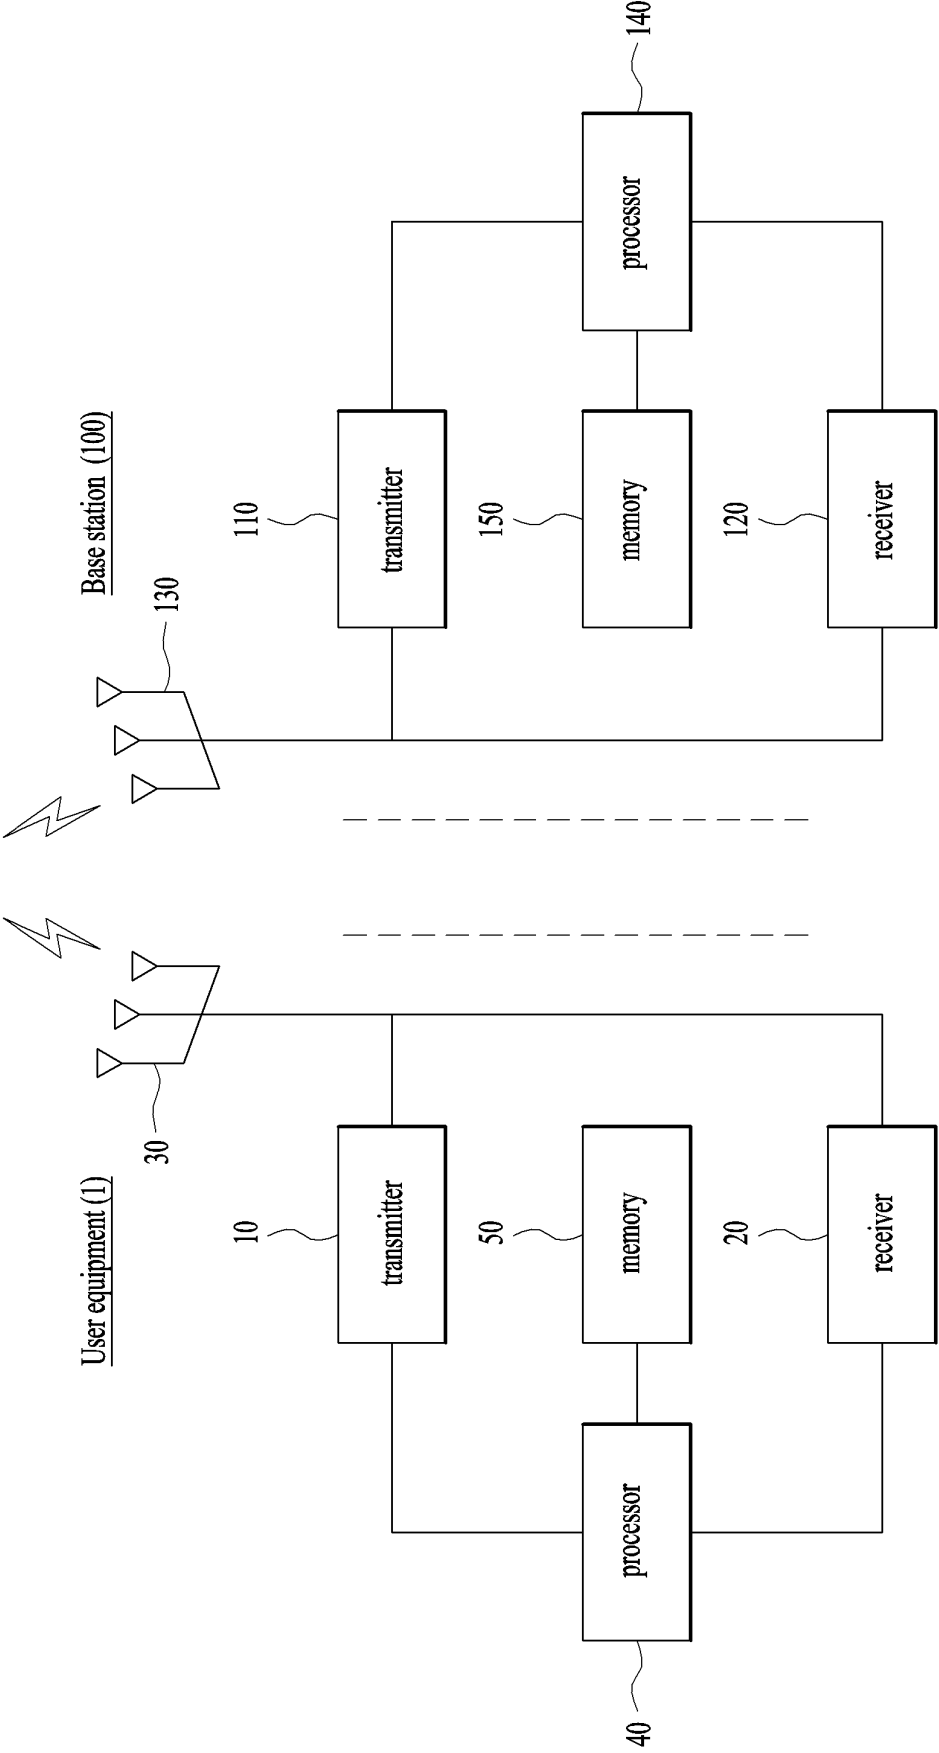 User equipment (1)
Base station (100)
30
130
10
transmitter
110
transmitter
40
processor
50
memory
150
memory
140
processor
20
receiver
120
receiver